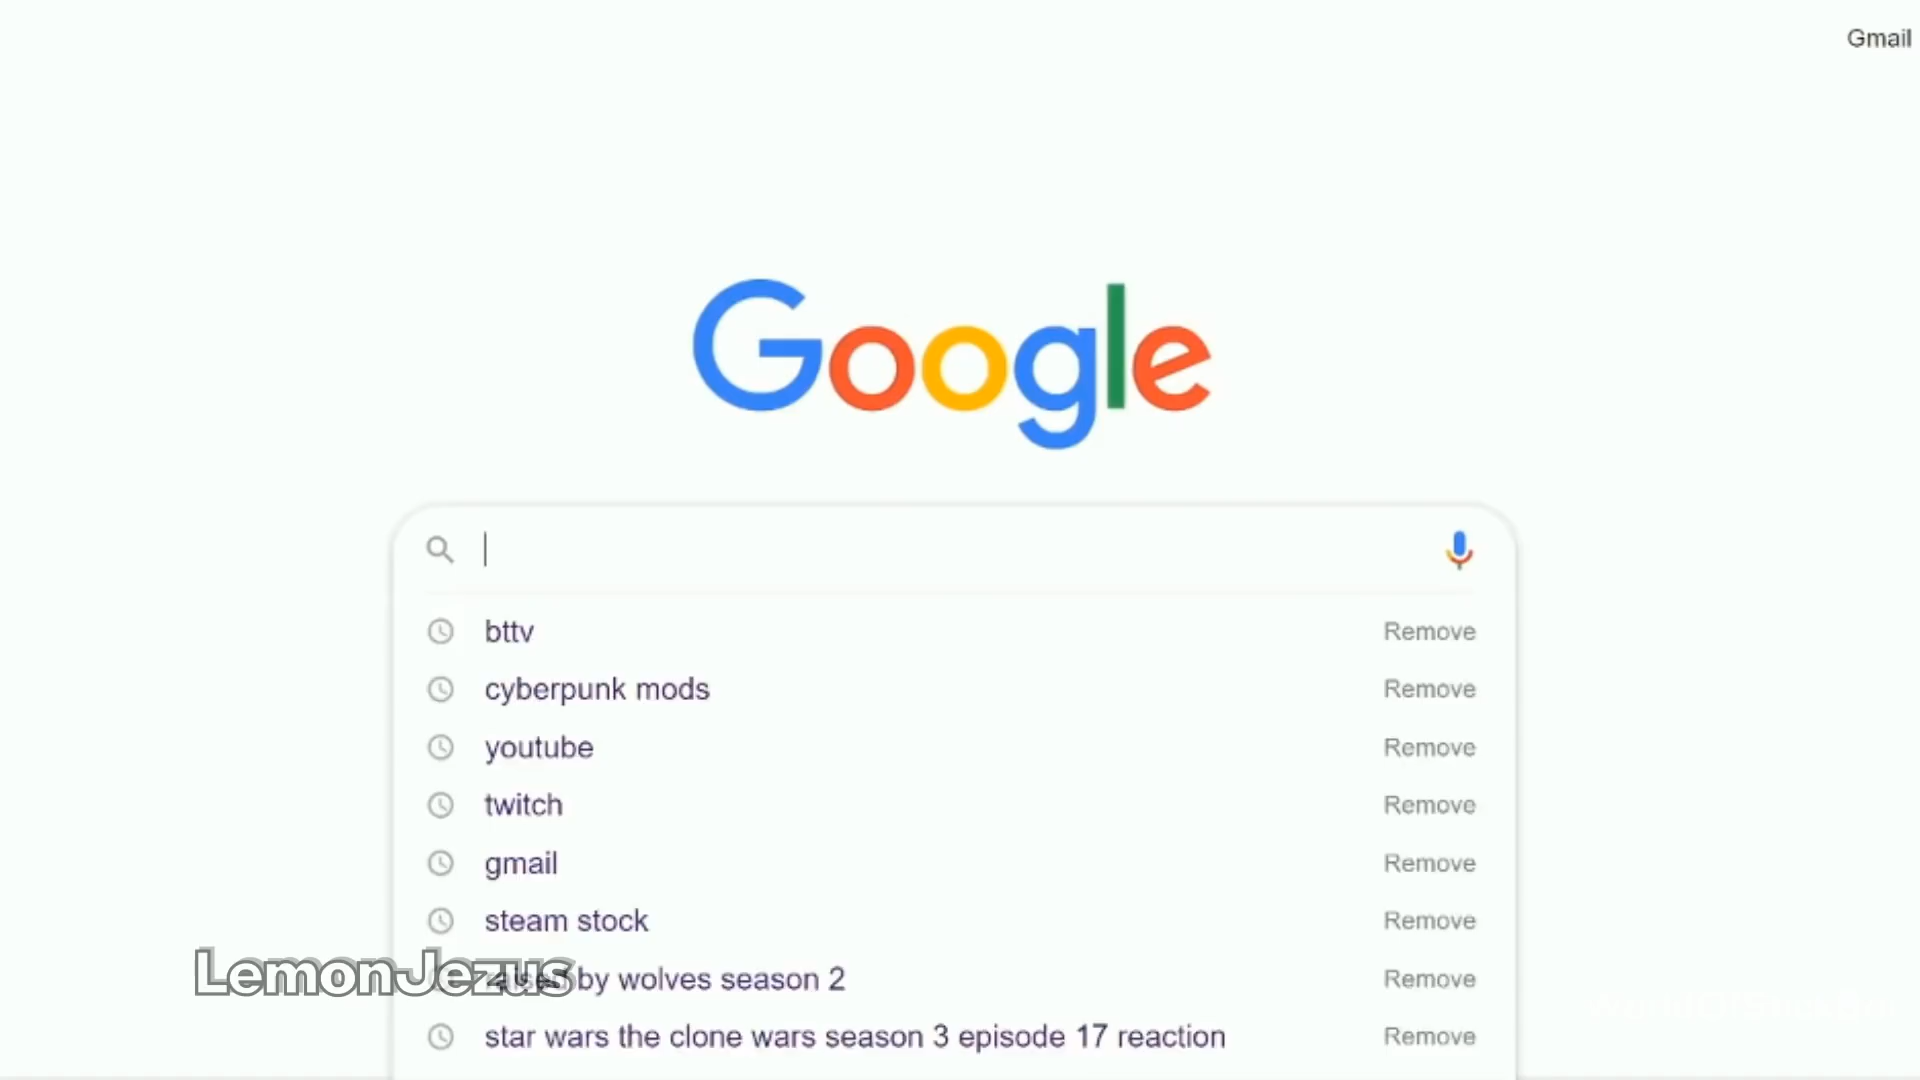 Gmail
Google
bttv Remove
cyberpunk mods Remove
youtube Remove
twitch Remove
gmail Remove
steam stock Remove
LemonJezus
raised by wolves season 2 Remove
star wars the clone wars season 3 episode 17 reaction Remove